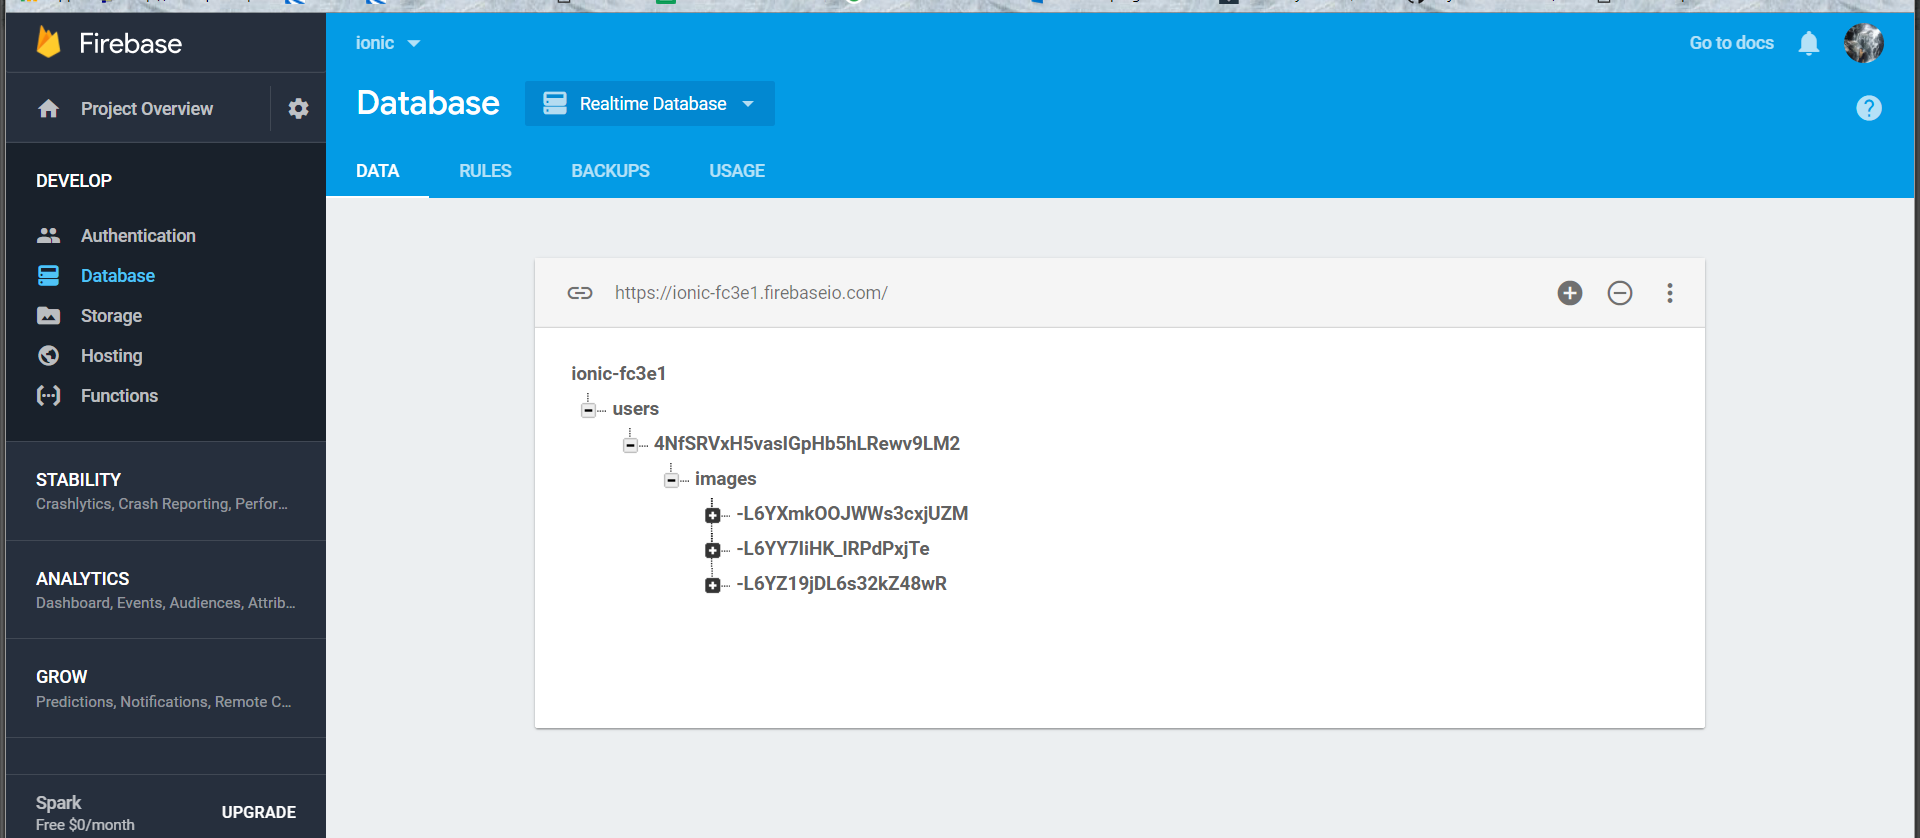 Firebase
Project Overview
DEVELOP
Authentication
Database
Storage
Hosting
Functions
STABILITY
Crashlytics, Crash Reporting, Perfor...
ANALYTICS
Dashboard, Events, Audiences, Attrib...
GROW
Predictions, Notifications, Remote C...
Spark
Free $0/month
UPGRADE
ionic
Go to docs
Database
Realtime Database
?
DATA RULES BACKUPS USAGE
https://ionic-fc3e1.firebaseio.com/
ionic-fc3e1
users
4NfSRVxH5vaslGpHb5hLRewv9LM2
images
-L6YXmkOOJWWs3cxjUZM
-L6YY7IiHK_lRPdPxjTe
-L6YZ19jDL6s32kZ48wR